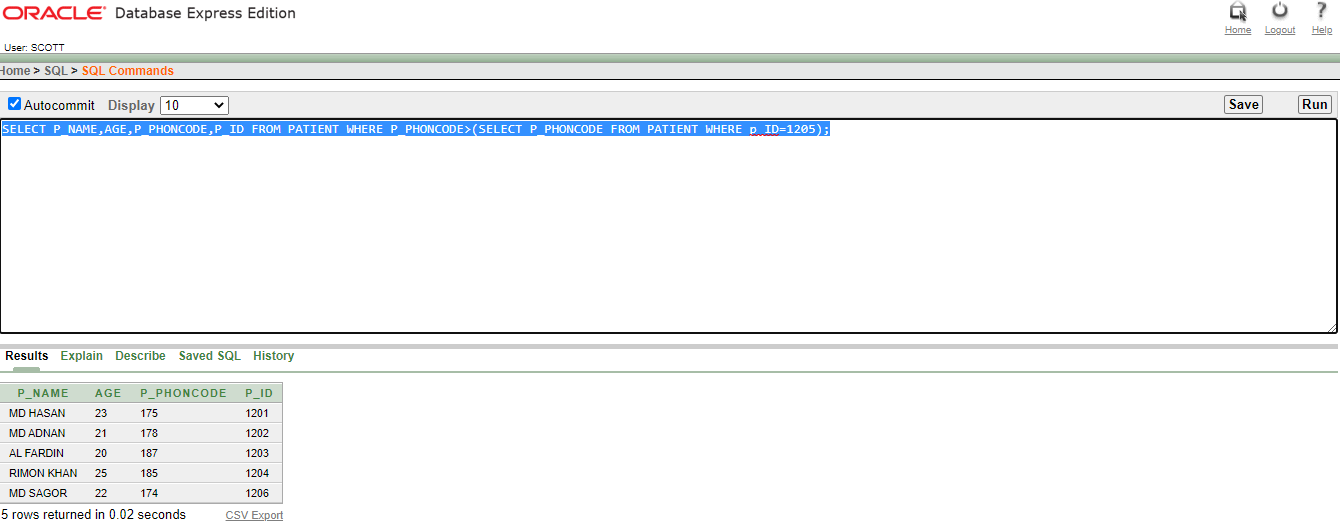 ORACLE® Database Express Edition
Home Logout Help
User: SCOTT
Home > SQL > SQL Commands
Autocommit Display 10 Save Run
SELECT P_NAME,AGE,P_PHONCODE,P_ID FROM PATIENT WHERE P_PHONCODE>(SELECT P_PHONCODE FROM PATIENT WHERE p_ID=1205);
Results Explain Describe Saved SQL History
P_NAME AGE P_PHONCODE P_ID
MD HASAN 23 175 1201
MD ADNAN 21 178 1202
AL FARDIN 20 187 1203
RIMON KHAN 25 185 1204
MD SAGOR 22 174 1206
5 rows returned in 0.02 seconds CSV Export